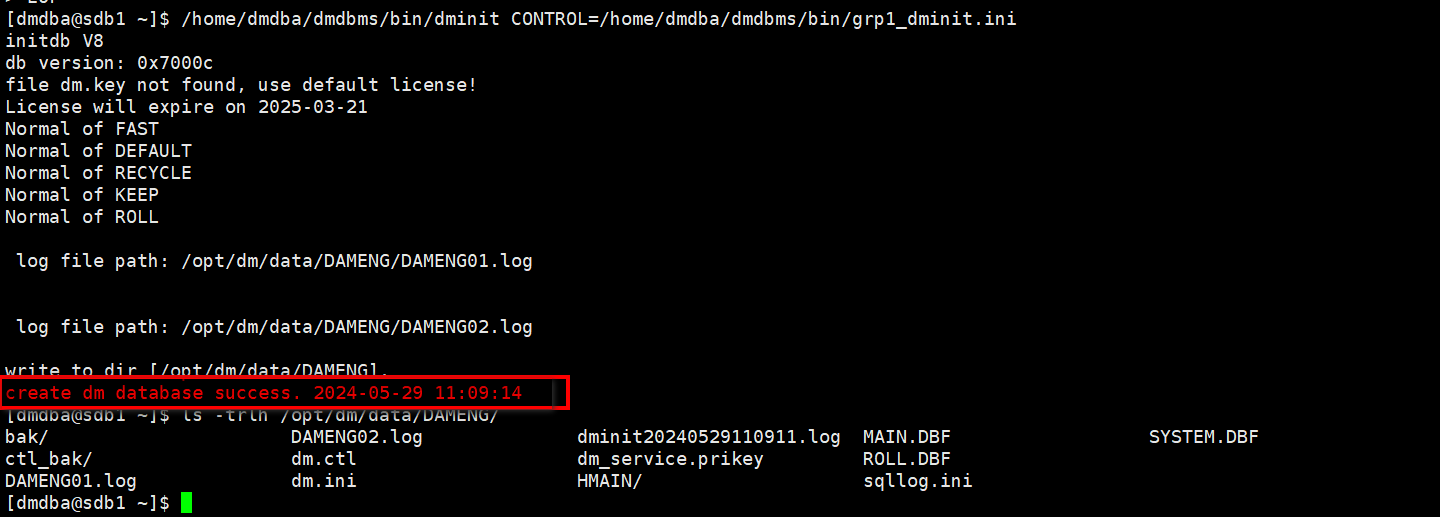 [dmdba@sdb1 ~]$ /home/dmdba/dmdbms/bin/dminit CONTROL=/home/dmdba/dmdbms/bin/grp1_dminit.ini
initdb V8
db version: 0x7000c
file dm.key not found, use default license!
License will expire on 2025-03-21
Normal of FAST
Normal of DEFAULT
Normal of RECYCLE
Normal of KEEP
Normal of ROLL
log file path: /opt/dm/data/DAMENG/DAMENG01.log
log file path: /opt/dm/data/DAMENG/DAMENG02.log
write to dir [/opt/dm/data/DAMENG].
create dm database success. 2024-05-29 11:09:14
[dmdba@sdb1 ~]$ ls -trlh /opt/dm/data/DAMENG/
bak/ DAMENG02.log dminit20240529110911.log MAIN.DBF SYSTEM.DBF
ctl_bak/ dm.ctl dm_service.prikey ROLL.DBF
DAMENG01.log dm.ini HMAIN/ sqllog.ini
[dmdba@sdb1 ~]$